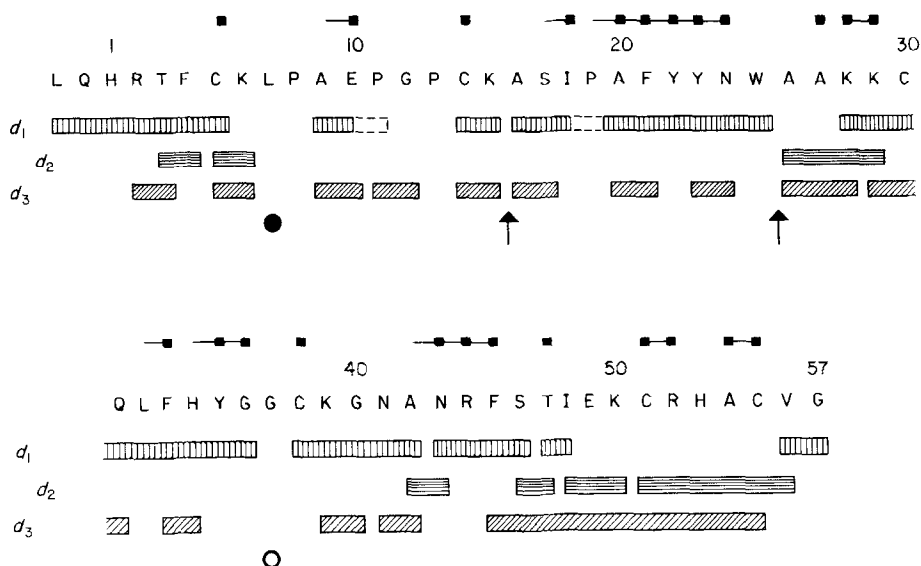 1 10 20 30
L Q H R T F C K L P A E P G P C K A S I P A F Y Y N W A A K K C
d1
d2
d3
40 50 57
Q L F H Y G G C K G N A N R F S T I E K C R H A C V G
d1
d2
d3